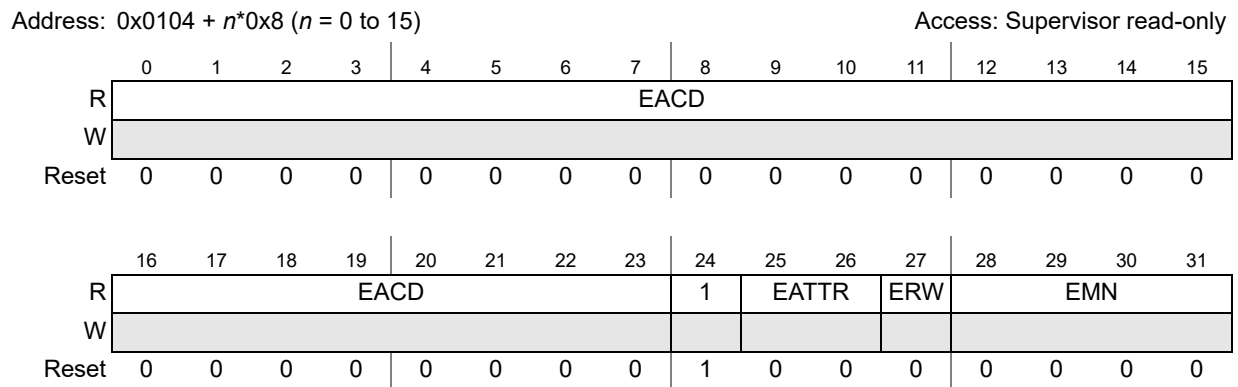 Address: 0x0104 + n*0x8 (n = 0 to 15) Access: Supervisor read-only
0 1 2 3 4 5 6 7 8 9 10 11 12 13 14 15
R EACD
W
Reset 0 0 0 0 0 0 0 0 0 0 0 0 0 0 0 0
16 17 18 19 20 21 22 23 24 25 26 27 28 29 30 31
R EACD 1 EATTR ERW EMN
W
Reset 0 0 0 0 0 0 0 0 1 0 0 0 0 0 0 0